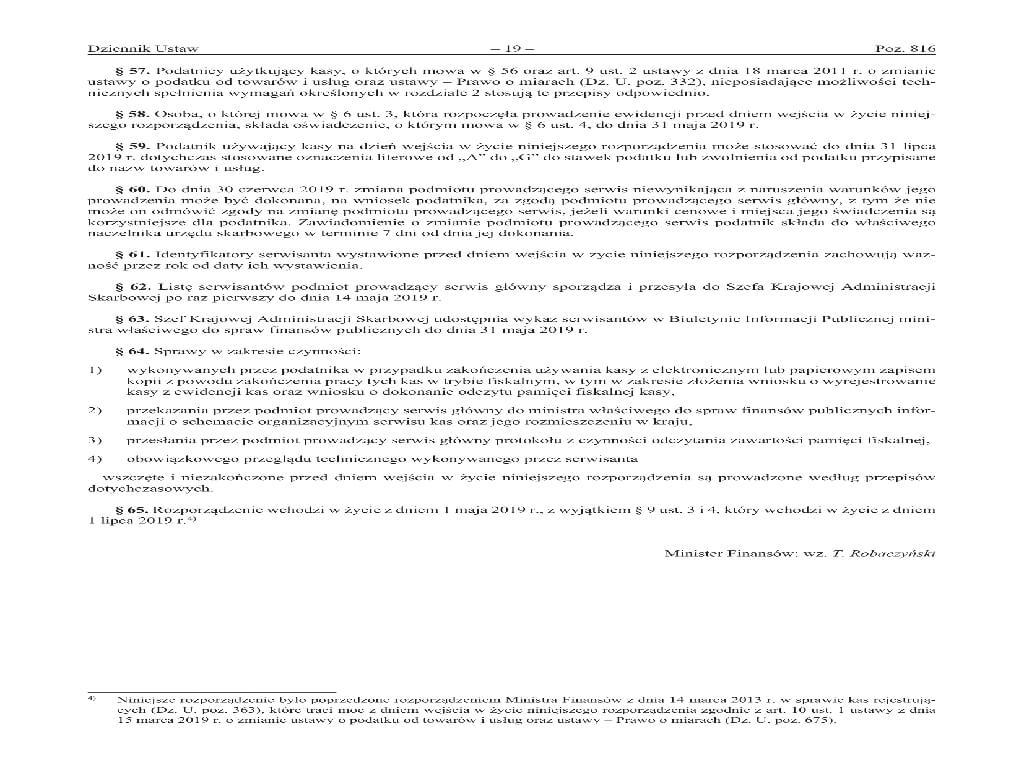 Dziennik Ustaw – 19 – Poz. 816
§ 57. Podatnicy użytkujący kasy, o których mowa w § 56 oraz art. 9 ust. 2 ustawy z dnia 18 marca 2011 r. o zmianie
ustawy o podatku od towarów i usług oraz ustawy – Prawo o miarach (Dz. U. poz. 332), nieposiadające możliwości tech-
nicznych spełnienia wymagań określonych w rozdziale 2 stosują te przepisy odpowiednio.
§ 58. Osoba, o której mowa w § 6 ust. 3, która rozpoczęła prowadzenie ewidencji przed dniem wejścia w życie niniej-
szego rozporządzenia, składa oświadczenie, o którym mowa w § 6 ust. 4, do dnia 31 maja 2019 r.
§ 59. Podatnik używający kasy na dzień wejścia w życie niniejszego rozporządzenia może stosować do dnia 31 lipca
2019 r. dotychczas stosowane oznaczenia literowe od „A” do „G” do stawek podatku lub zwolnienia od podatku przypisane
do nazw towarów i usług.
§ 60. Do dnia 30 czerwca 2019 r. zmiana podmiotu prowadzącego serwis niewynikająca z naruszenia warunków jego
prowadzenia może być dokonana, na wniosek podatnika, za zgodą podmiotu prowadzącego serwis główny, z tym że nie
może on odmówić zgody na zmianę podmiotu prowadzącego serwis, jeżeli warunki cenowe i miejsca jego świadczenia są
korzystniejsze dla podatnika. Zawiadomienie o zmianie podmiotu prowadzącego serwis podatnik składa do właściwego
naczelnika urzędu skarbowego w terminie 7 dni od dnia jej dokonania.
§ 61. Identyfikatory serwisanta wystawione przed dniem wejścia w życie niniejszego rozporządzenia zachowują waż-
ność przez rok od daty ich wystawienia.
§ 62. Listę serwisantów podmiot prowadzący serwis główny sporządza i przesyła do Szefa Krajowej Administracji
Skarbowej po raz pierwszy do dnia 14 maja 2019 r.
§ 63. Szef Krajowej Administracji Skarbowej udostępnia wykaz serwisantów w Biuletynie Informacji Publicznej mini-
stra właściwego do spraw finansów publicznych do dnia 31 maja 2019 r.
§ 64. Sprawy w zakresie czynności:
1) wykonywanych przez podatnika w przypadku zakończenia używania kasy z elektronicznym lub papierowym zapisem
kopii z powodu zakończenia pracy tych kas w trybie fiskalnym, w tym w zakresie złożenia wniosku o wyrejestrowanie
kasy z ewidencji kas oraz wniosku o dokonanie odczytu pamięci fiskalnej kasy,
2) przekazania przez podmiot prowadzący serwis główny do ministra właściwego do spraw finansów publicznych infor-
macji o schemacie organizacyjnym serwisu kas oraz jego rozmieszczeniu w kraju,
3) przesłania przez podmiot prowadzący serwis główny protokołu z czynności odczytania zawartości pamięci fiskalnej,
4) obowiązkowego przeglądu technicznego wykonywanego przez serwisanta
– wszczęte i niezakończone przed dniem wejścia w życie niniejszego rozporządzenia są prowadzone według przepisów
dotychczasowych.
§ 65. Rozporządzenie wchodzi w życie z dniem 1 maja 2019 r., z wyjątkiem § 9 ust. 3 i 4, który wchodzi w życie z dniem
1 lipca 2019 r.4)
Minister Finansów: wz. T. Robaczyński
4) Niniejsze rozporządzenie było poprzedzone rozporządzeniem Ministra Finansów z dnia 14 marca 2013 r. w sprawie kas rejestrują-
cych (Dz. U. poz. 363), które traci moc z dniem wejścia w życie niniejszego rozporządzenia zgodnie z art. 10 ust. 1 ustawy z dnia
15 marca 2019 r. o zmianie ustawy o podatku od towarów i usług oraz ustawy – Prawo o miarach (Dz. U. poz. 675).